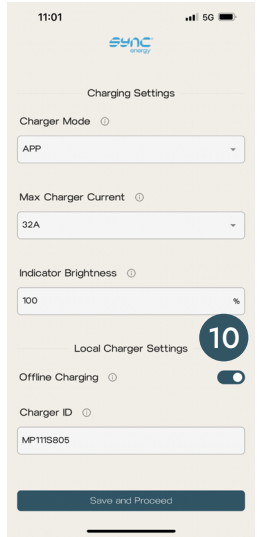 11:01 5G
sync
energy
Charging Settings
Charger Mode
APP
Max Charger Current
32A
Indicator Brightness
100 %
10
Local Charger Settings
Offline Charging
Charger ID
MP111S805
Save and Proceed